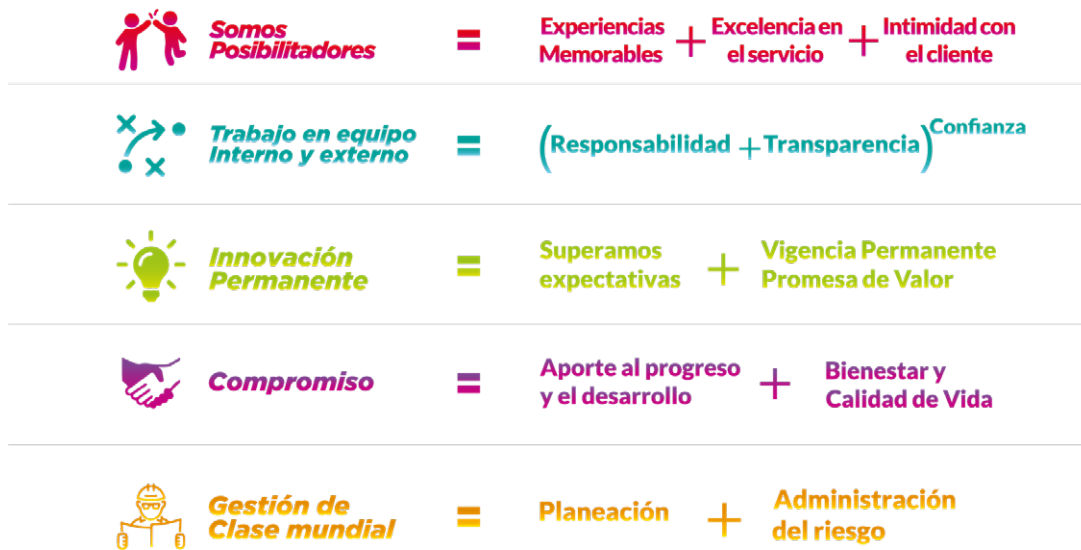 Somos
Posibilitadores
=
Experiencias
Memorables
+
Excelencia en
el servicio
+
Intimidad con
el cliente
Trabajo en equipo
Interno y externo
=
(Responsabilidad + Transparencia)Confianza
Innovación
Permanente
=
Superamos
expectativas
+
Vigencia Permanente
Promesa de Valor
Compromiso
=
Aporte al progreso
y el desarrollo
+
Bienestar y
Calidad de Vida
Gestión de
Clase mundial
=
Planeación
+
Administración
del riesgo